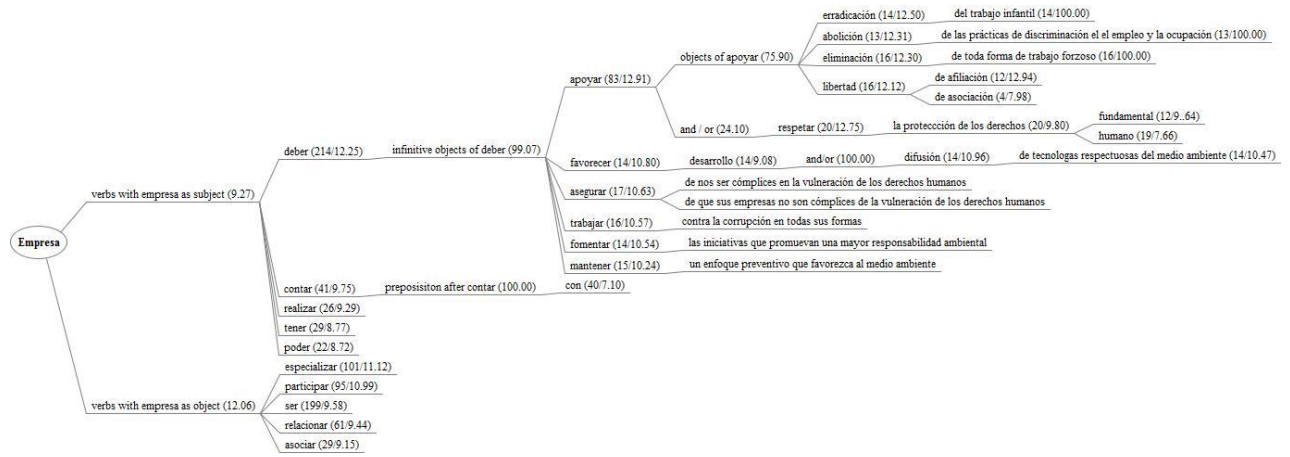 Empresa
verbs with empresa as subject (9.27)
deber (214/12.25)
infinitive objects of deber (99.07)
apoyar (83/12.91)
objects of apoyar (75.90)
erradicación (14/12.50)
del trabajo infantil (14/100.00)
abolición (13/12.31)
de las prácticas de discriminación el el empleo y la ocupación (13/100.00)
eliminación (16/12.30)
de toda forma de trabajo forzoso (16/100.00)
libertad (16/12.12)
de afiliación (12/12.94)
de asociación (4/7.98)
and / or (24.10)
respetar (20/12.75)
la proteccción de los derechos (20/9.80)
fundamental (12/9..64)
humano (19/7.66)
favorecer (14/10.80)
desarrollo (14/9.08)
and/or (100.00)
difusión (14/10.96)
de tecnologas respectuosas del medio ambiente (14/10.47)
asegurar (17/10.63)
de nos ser cómplices en la vulneración de los derechos humanos
de que sus empresas no son cómplices de la vulneración de los derechos humanos
trabajar (16/10.57)
contra la corrupción en todas sus formas
fomentar (14/10.54)
las iniciativas que promuevan una mayor responsabilidad ambiental
mantener (15/10.24)
un enfoque preventivo que favorezca al medio ambiente
contar (41/9.75)
preposisiton after contar (100.00)
con (40/7.10)
realizar (26/9.29)
tener (29/8.77)
poder (22/8.72)
verbs with empresa as object (12.06)
especializar (101/11.12)
participar (95/10.99)
ser (199/9.58)
relacionar (61/9.44)
asociar (29/9.15)